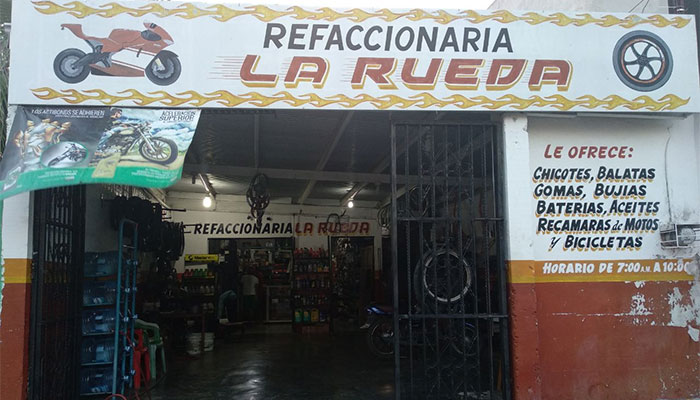 REFACCIONARIA
LA RUEDA
LE OFRECE:
CHICOTES, BALATAS
GOMAS, BUJIAS
BATERIAS, ACEITES
RECAMARAS de MOTOS
Y BICICLETAS
HORARIO DE 7:00 A.M. A 10:00
REFACCIONARIA LA RUEDA